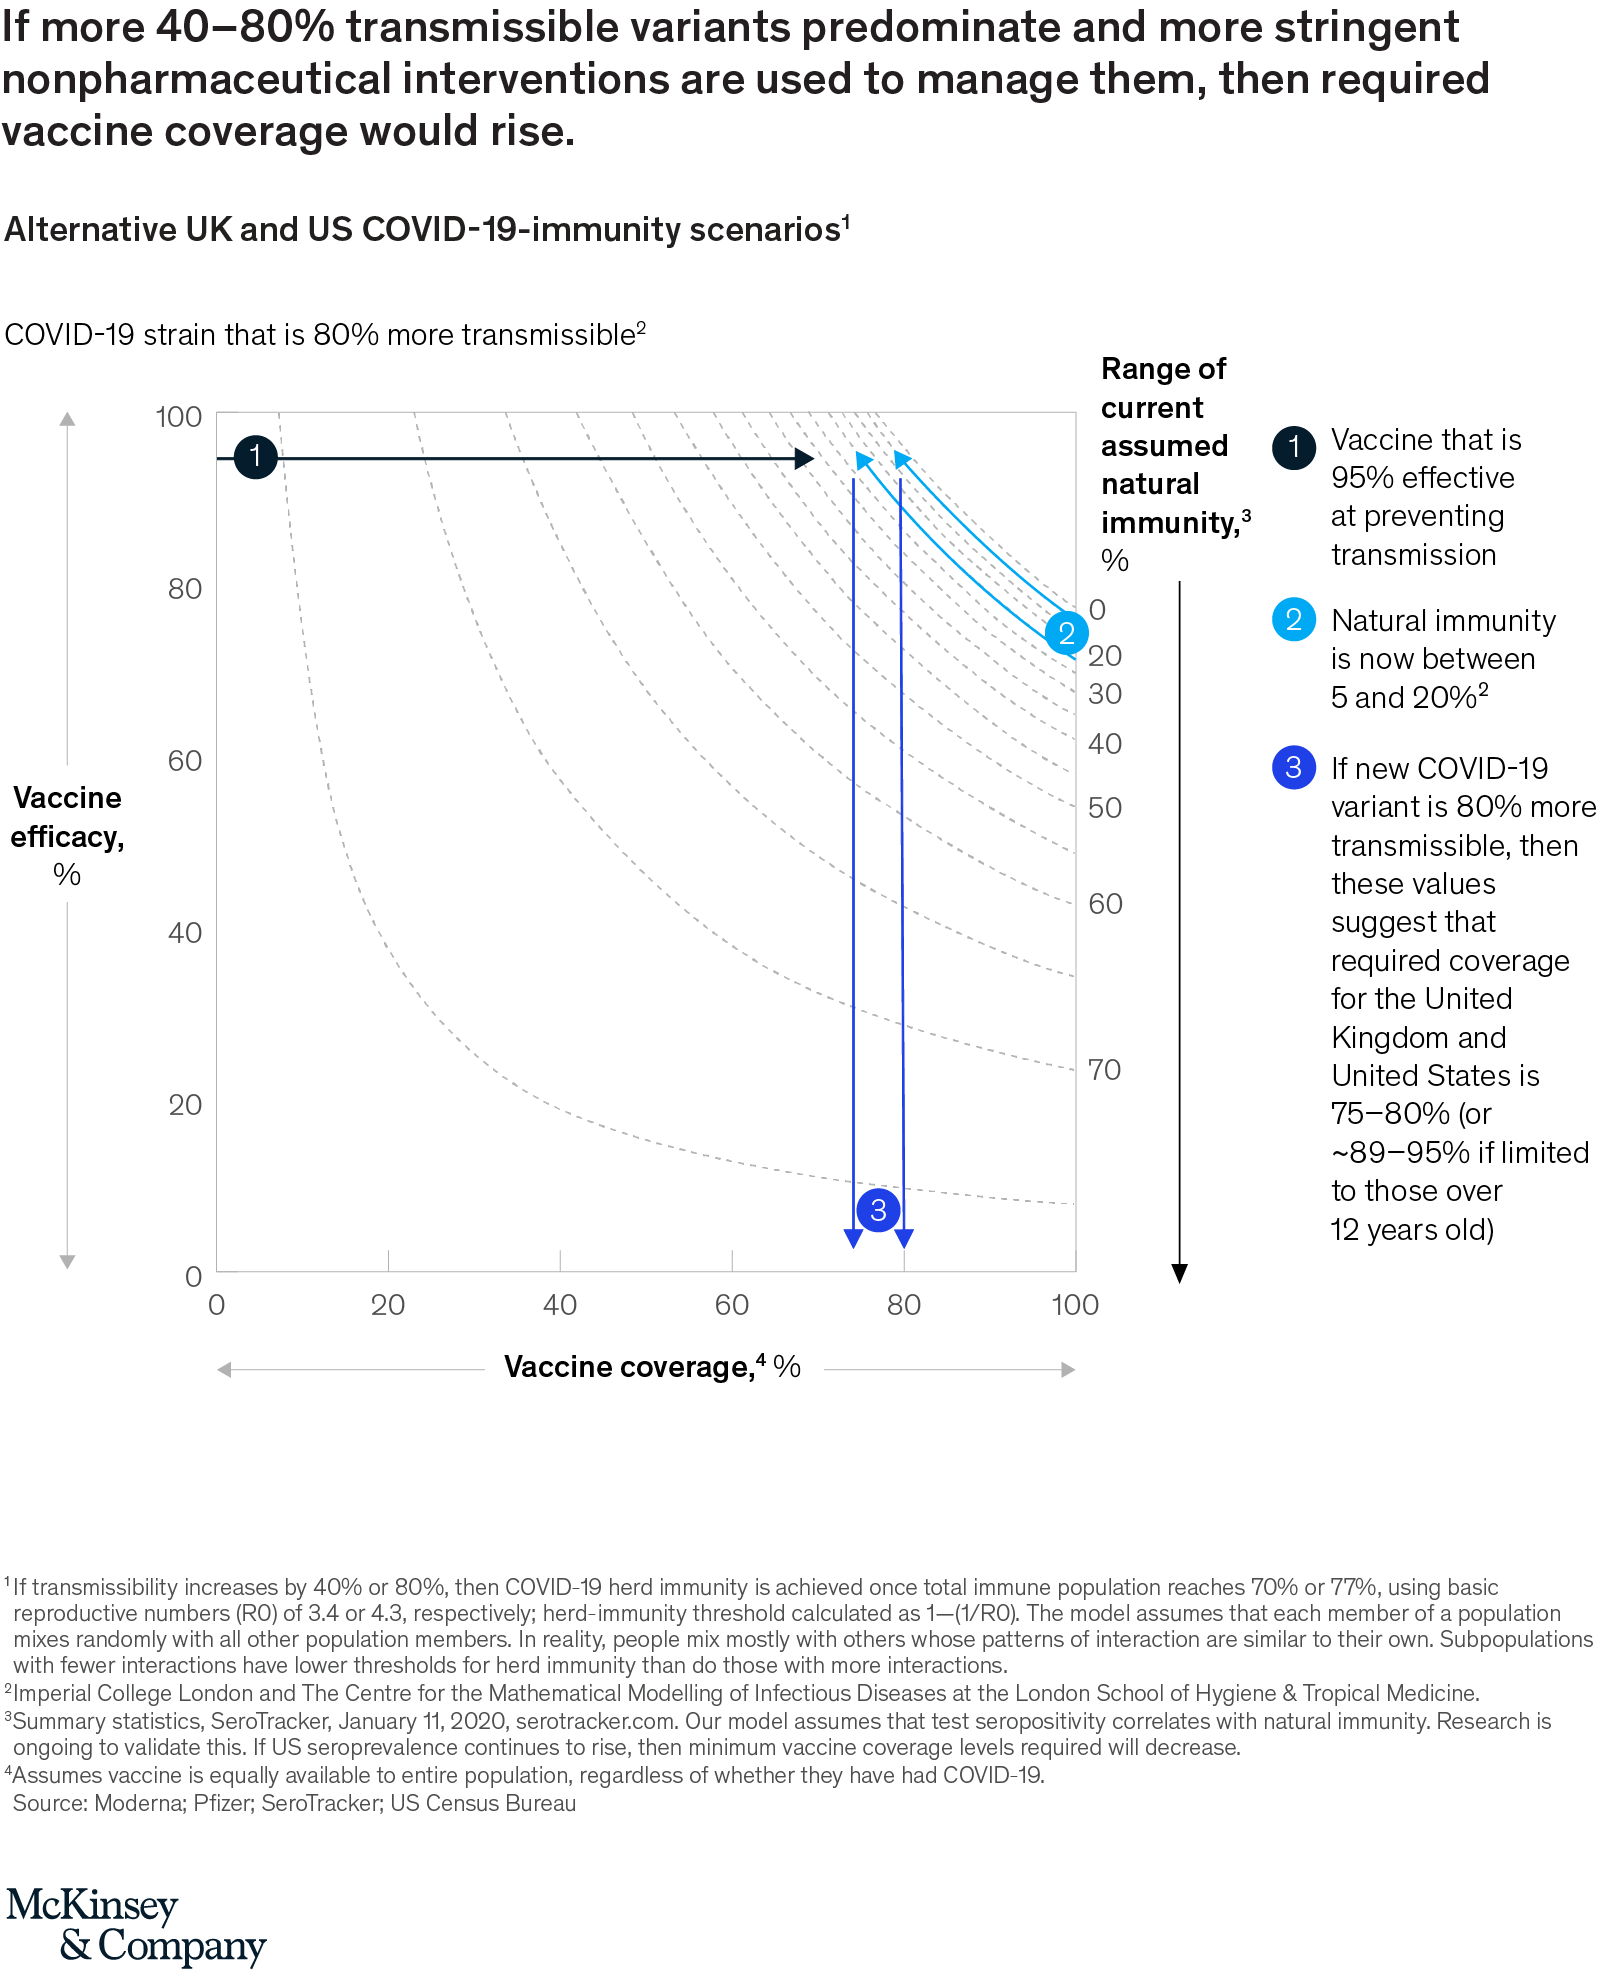 If more 40–80% transmissible variants predominate and more stringent
nonpharmaceutical interventions are used to manage them, then required
vaccine coverage would rise.
Alternative UK and US COVID-19-immunity scenarios¹
COVID-19 strain that is 80% more transmissible²
Range of
current
assumed
natural
immunity,³
%
Vaccine
efficacy,
%
100
80
60
40
20
0
0
20
40
60
80
100
Vaccine coverage,⁴ %
1
2
3
0
20
30
40
50
60
70
1 Vaccine that is
95% effective
at preventing
transmission
2 Natural immunity
is now between
5 and 20%²
3 If new COVID-19
variant is 80% more
transmissible, then
these values
suggest that
required coverage
for the United
Kingdom and
United States is
75–80% (or
~89–95% if limited
to those over
12 years old)
¹If transmissibility increases by 40% or 80%, then COVID-19 herd immunity is achieved once total immune population reaches 70% or 77%, using basic
reproductive numbers (R0) of 3.4 or 4.3, respectively; herd-immunity threshold calculated as 1—(1/R0). The model assumes that each member of a population
mixes randomly with all other population members. In reality, people mix mostly with others whose patterns of interaction are similar to their own. Subpopulations
with fewer interactions have lower thresholds for herd immunity than do those with more interactions.
²Imperial College London and The Centre for the Mathematical Modelling of Infectious Diseases at the London School of Hygiene & Tropical Medicine.
³Summary statistics, SeroTracker, January 11, 2020, serotracker.com. Our model assumes that test seropositivity correlates with natural immunity. Research is
ongoing to validate this. If US seroprevalence continues to rise, then minimum vaccine coverage levels required will decrease.
⁴Assumes vaccine is equally available to entire population, regardless of whether they have had COVID-19.
Source: Moderna; Pfizer; SeroTracker; US Census Bureau
McKinsey
& Company